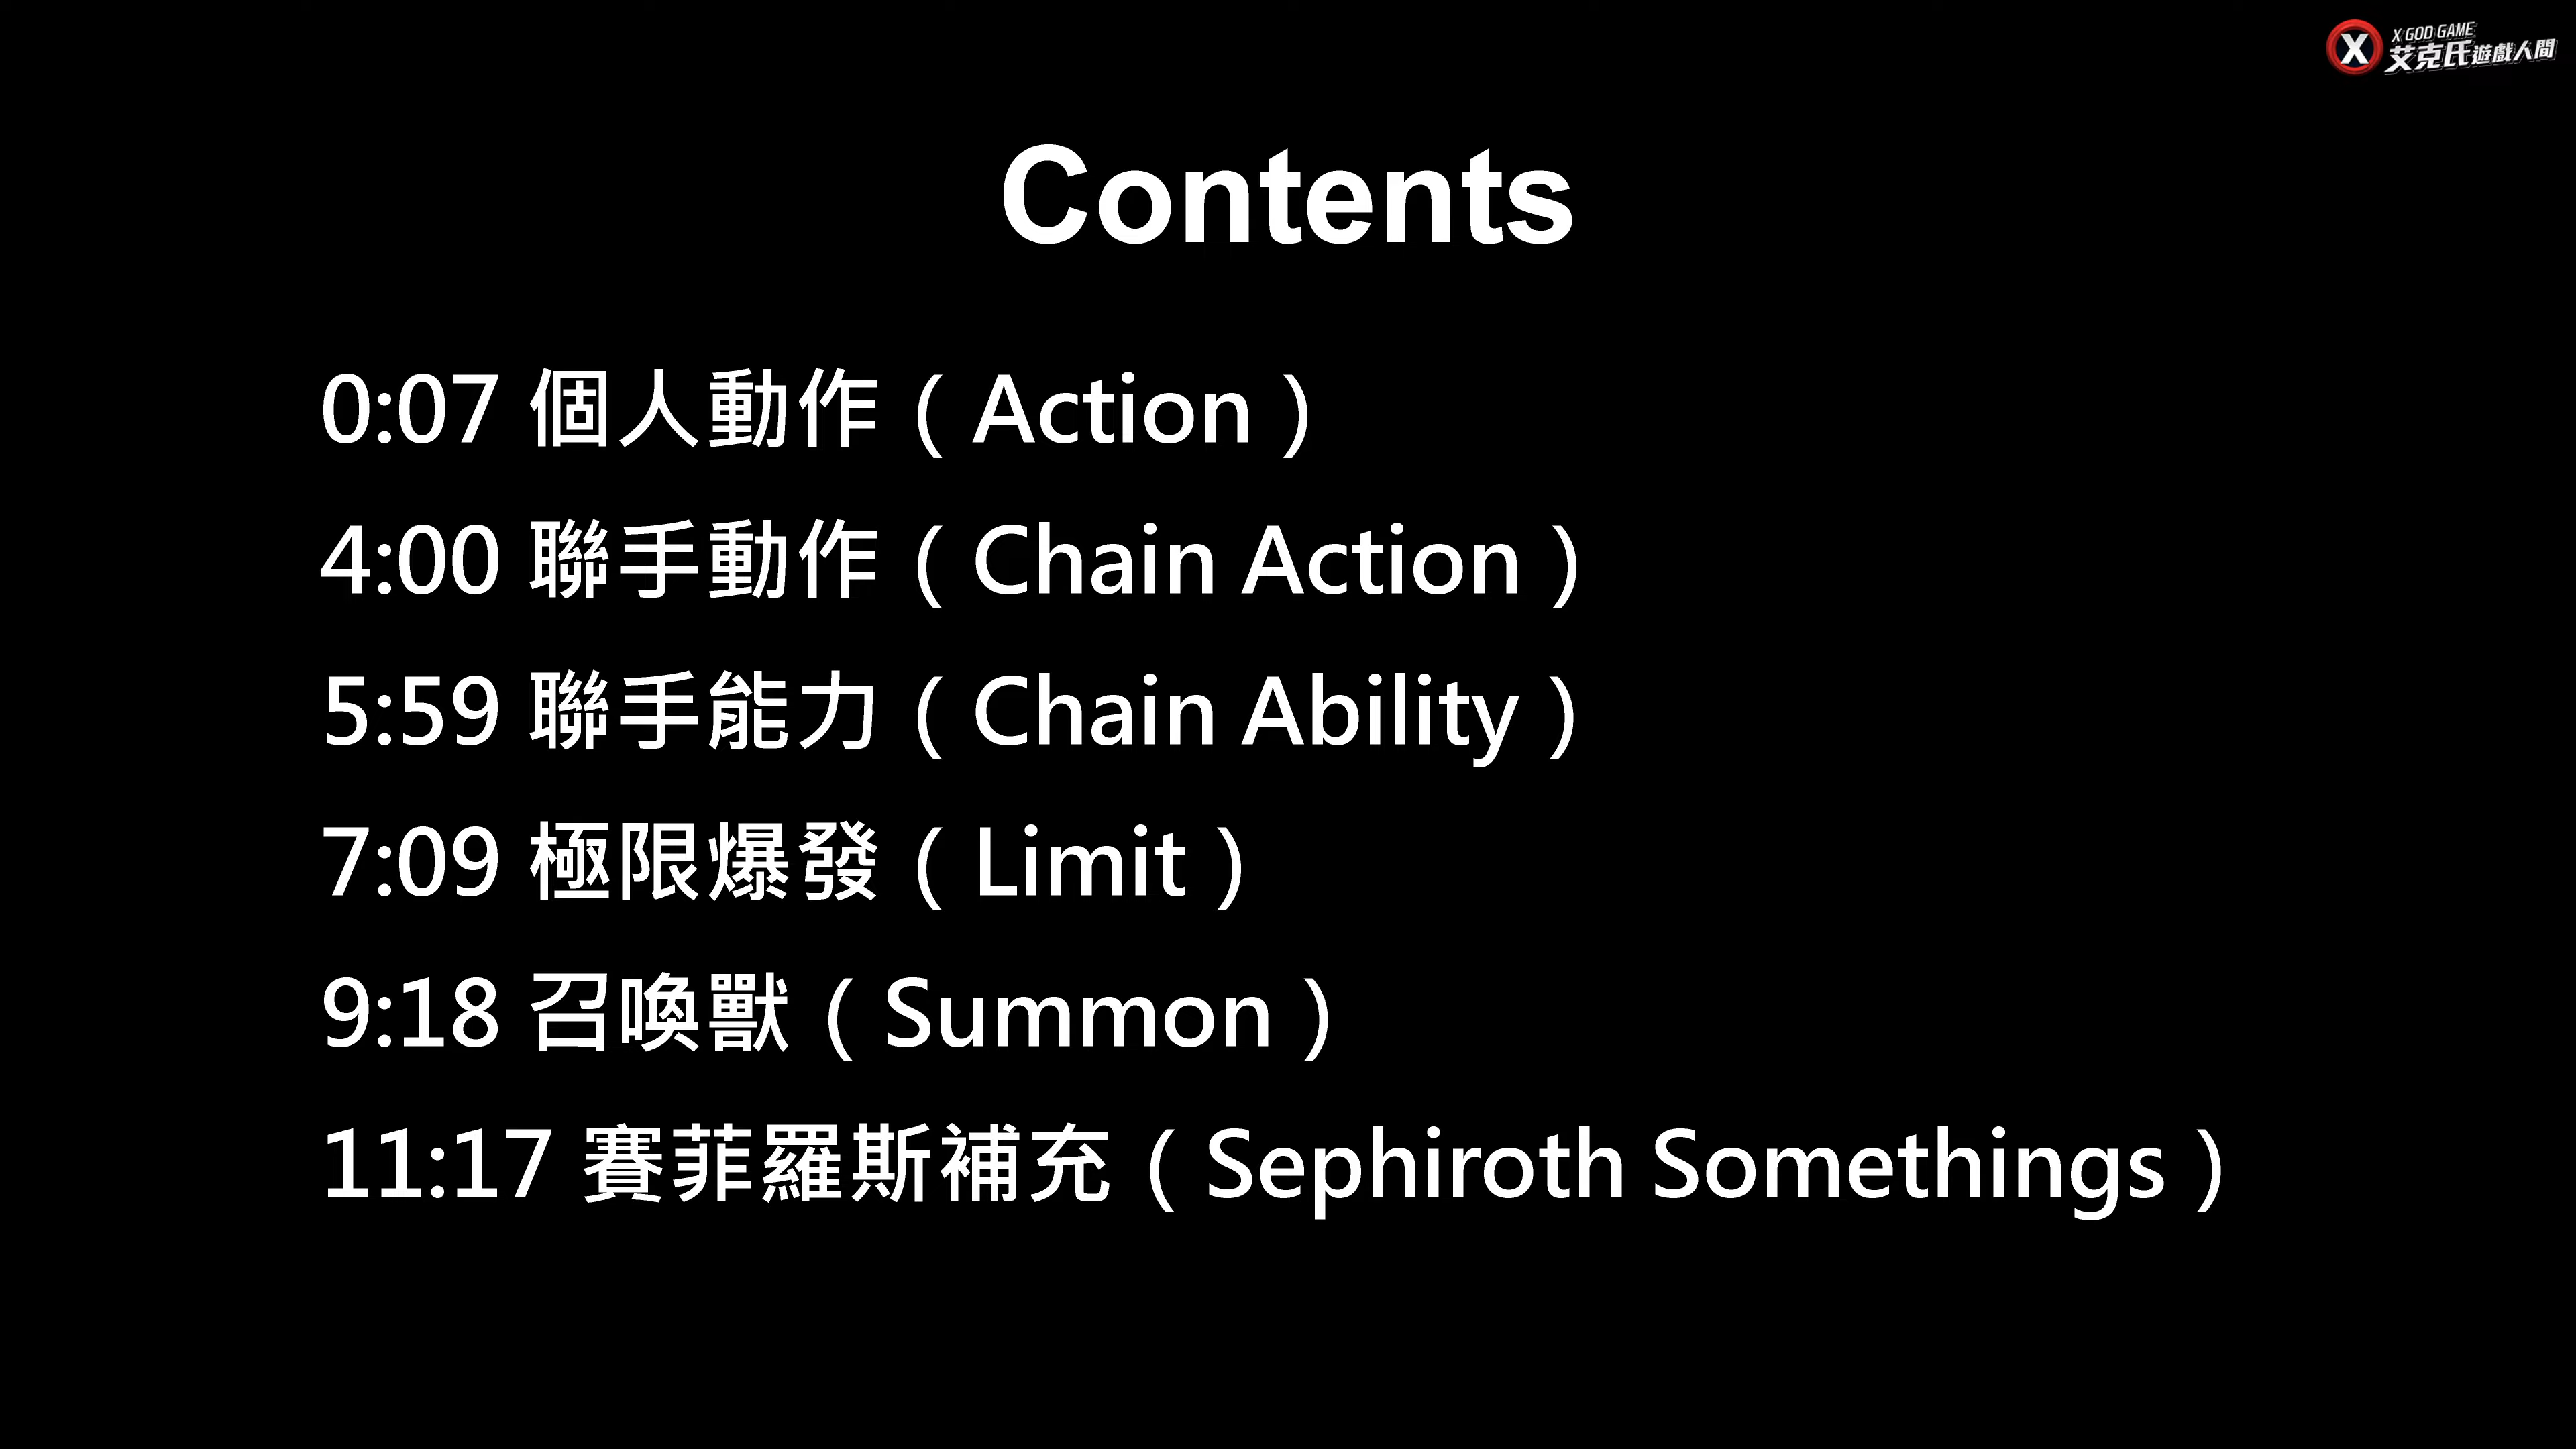 X GOD GAME
艾克氏遊戲人間
Contents
0:07 個人動作（Action）
4:00 聯手動作（Chain Action）
5:59 聯手能力（Chain Ability）
7:09 極限爆發（Limit）
9:18 召喚獸（Summon）
11:17 賽菲羅斯補充（Sephiroth Somethings）